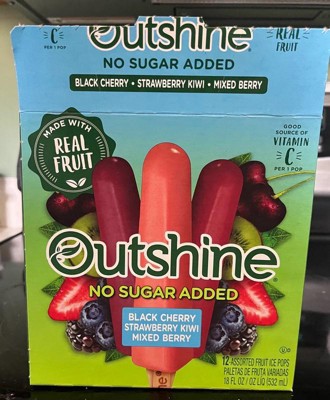 C
PER 1 POP
Outshine
REAL
FRUIT
NO SUGAR ADDED
BLACK CHERRY • STRAWBERRY KIWI • MIXED BERRY
MADE WITH
REAL
FRUIT
GOOD
SOURCE OF
VITAMIN
C
PER 1 POP
Outshine
NO SUGAR ADDED
BLACK CHERRY
STRAWBERRY KIWI
MIXED BERRY
12 ASSORTED FRUIT ICE POPS
PALETAS DE FRUTA VARIADAS
18 FL OZ / OZ LÍQ (532 mL)